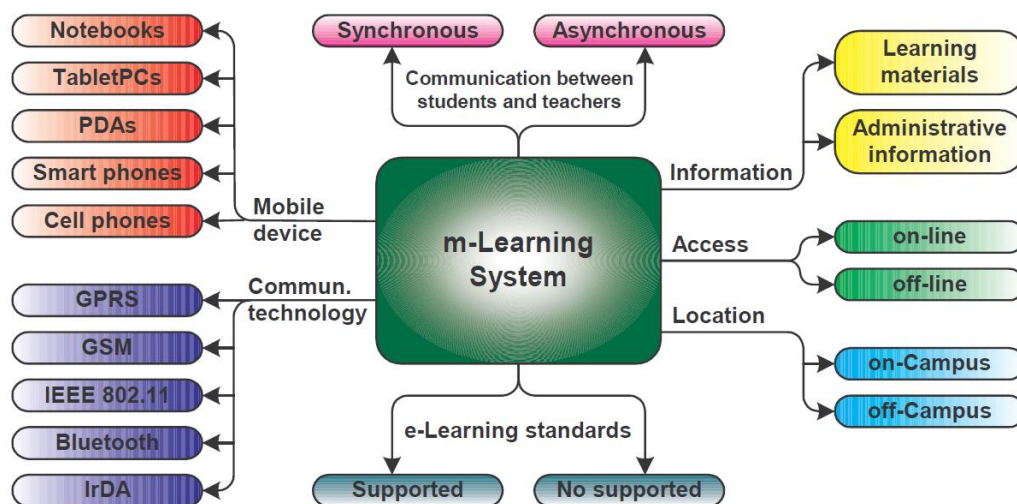 Notebooks
TabletPCs
PDAs
Smart phones
Cell phones
Mobile
device
GPRS
GSM
IEEE 802.11
Bluetooth
IrDA
Commun.
technology
Synchronous
Asynchronous
Communication between
students and teachers
m-Learning
System
e-Learning standards
Supported
No supported
Information
Learning
materials
Administrative
information
Access
on-line
off-line
Location
on-Campus
off-Campus